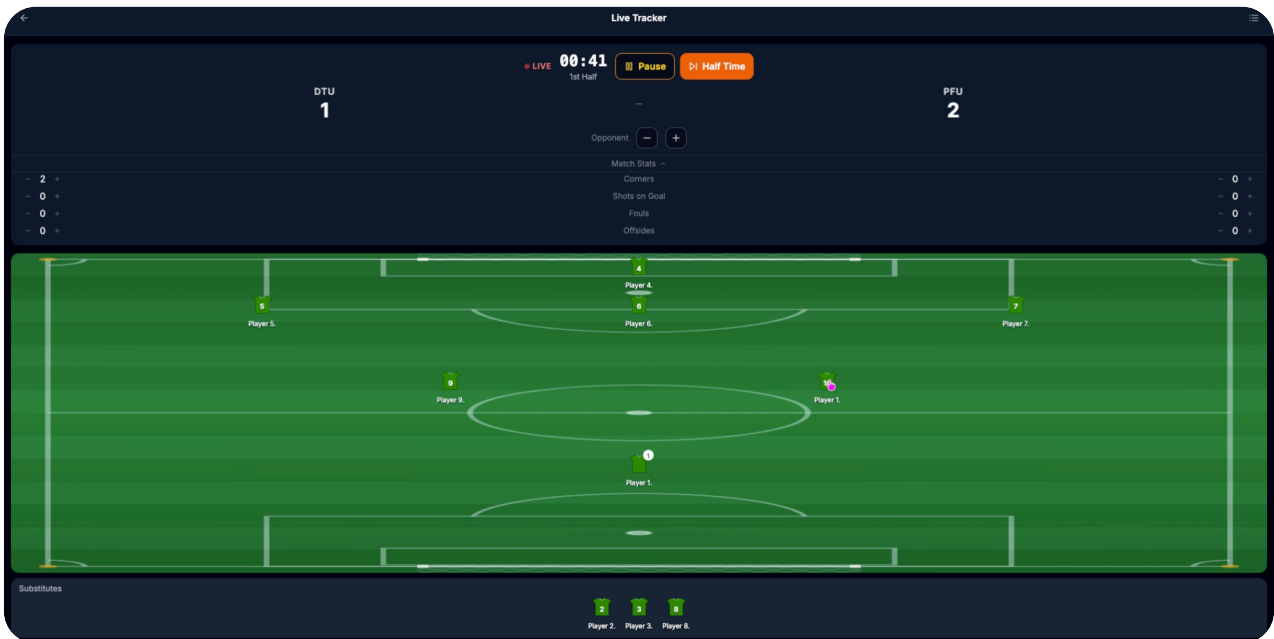 Live Tracker
LIVE 00:41 Pause Half Time
1st Half
DTU PFU
1 – 2
Opponent − +
Match Stats
− 2 + Corners − 0 +
− 0 + Shots on Goal − 0 +
− 0 + Fouls − 0 +
− 0 + Offsides − 0 +
4
Player 4.
5 6 7
Player 5. Player 6. Player 7.
9
Player 9. Player 1.
1
Player 1.
Substitutes
2 3 8
Player 2. Player 3. Player 8.